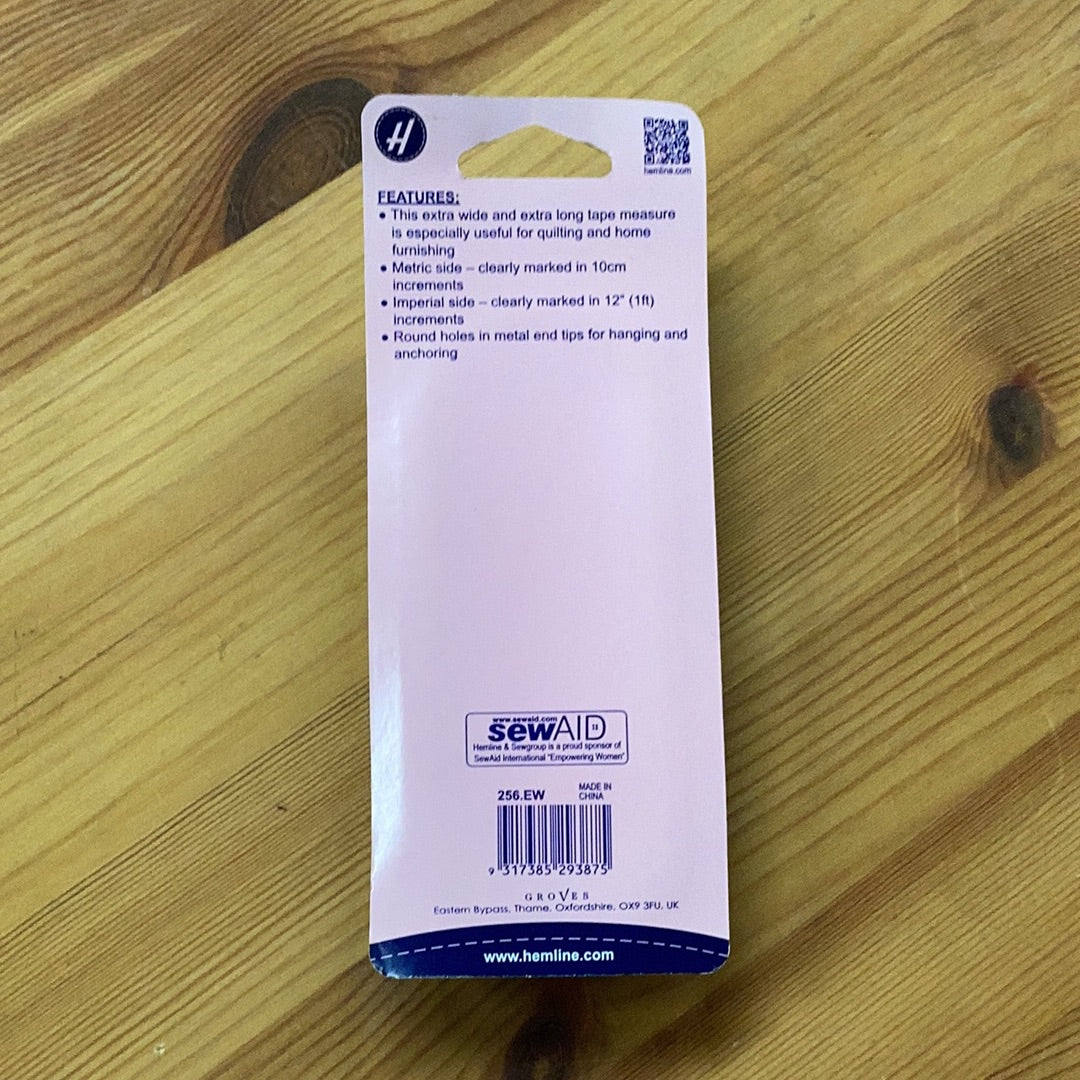 H
hemline.com
FEATURES:
• This extra wide and extra long tape measure
is especially useful for quilting and home
furnishing
• Metric side – clearly marked in 10cm
increments
• Imperial side – clearly marked in 12" (1ft)
increments
• Round holes in metal end tips for hanging and
anchoring
www.sewaid.com
sewAID
Hemline & Sewgroup is a proud sponsor of
SewAid International "Empowering Women"
256.EW MADE IN
CHINA
9 317385 293875
GROVES
Eastern Bypass, Thame, Oxfordshire, OX9 3FU, UK
www.hemline.com